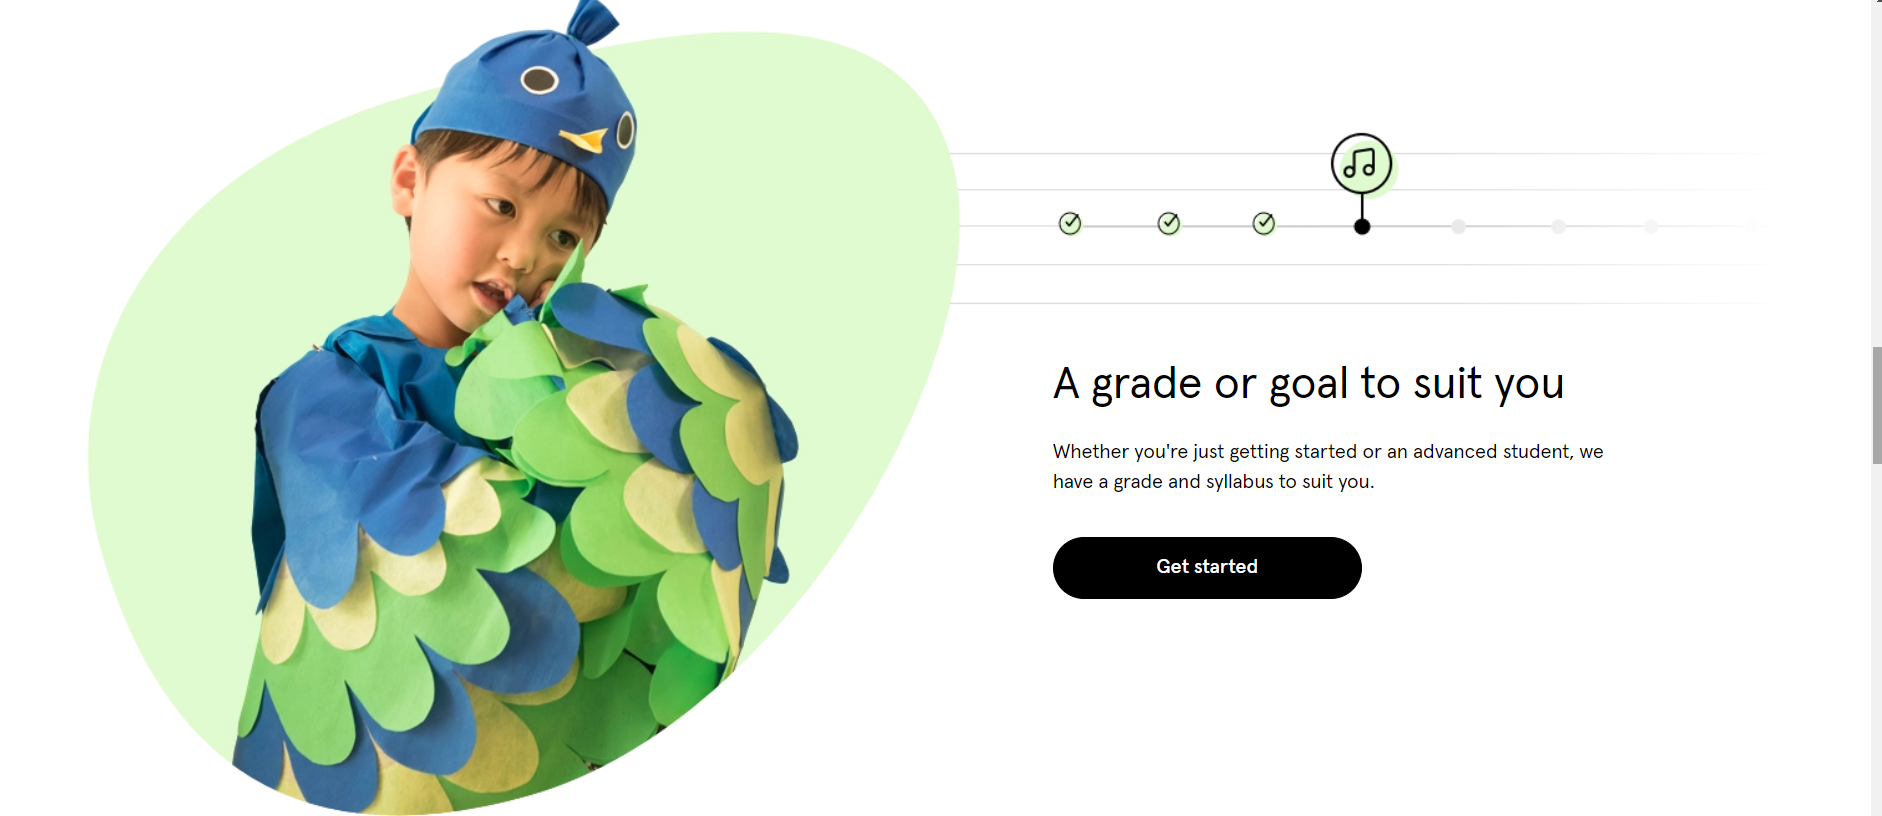 A grade or goal to suit you
Whether you're just getting started or an advanced student, we
have a grade and syllabus to suit you.
Get started